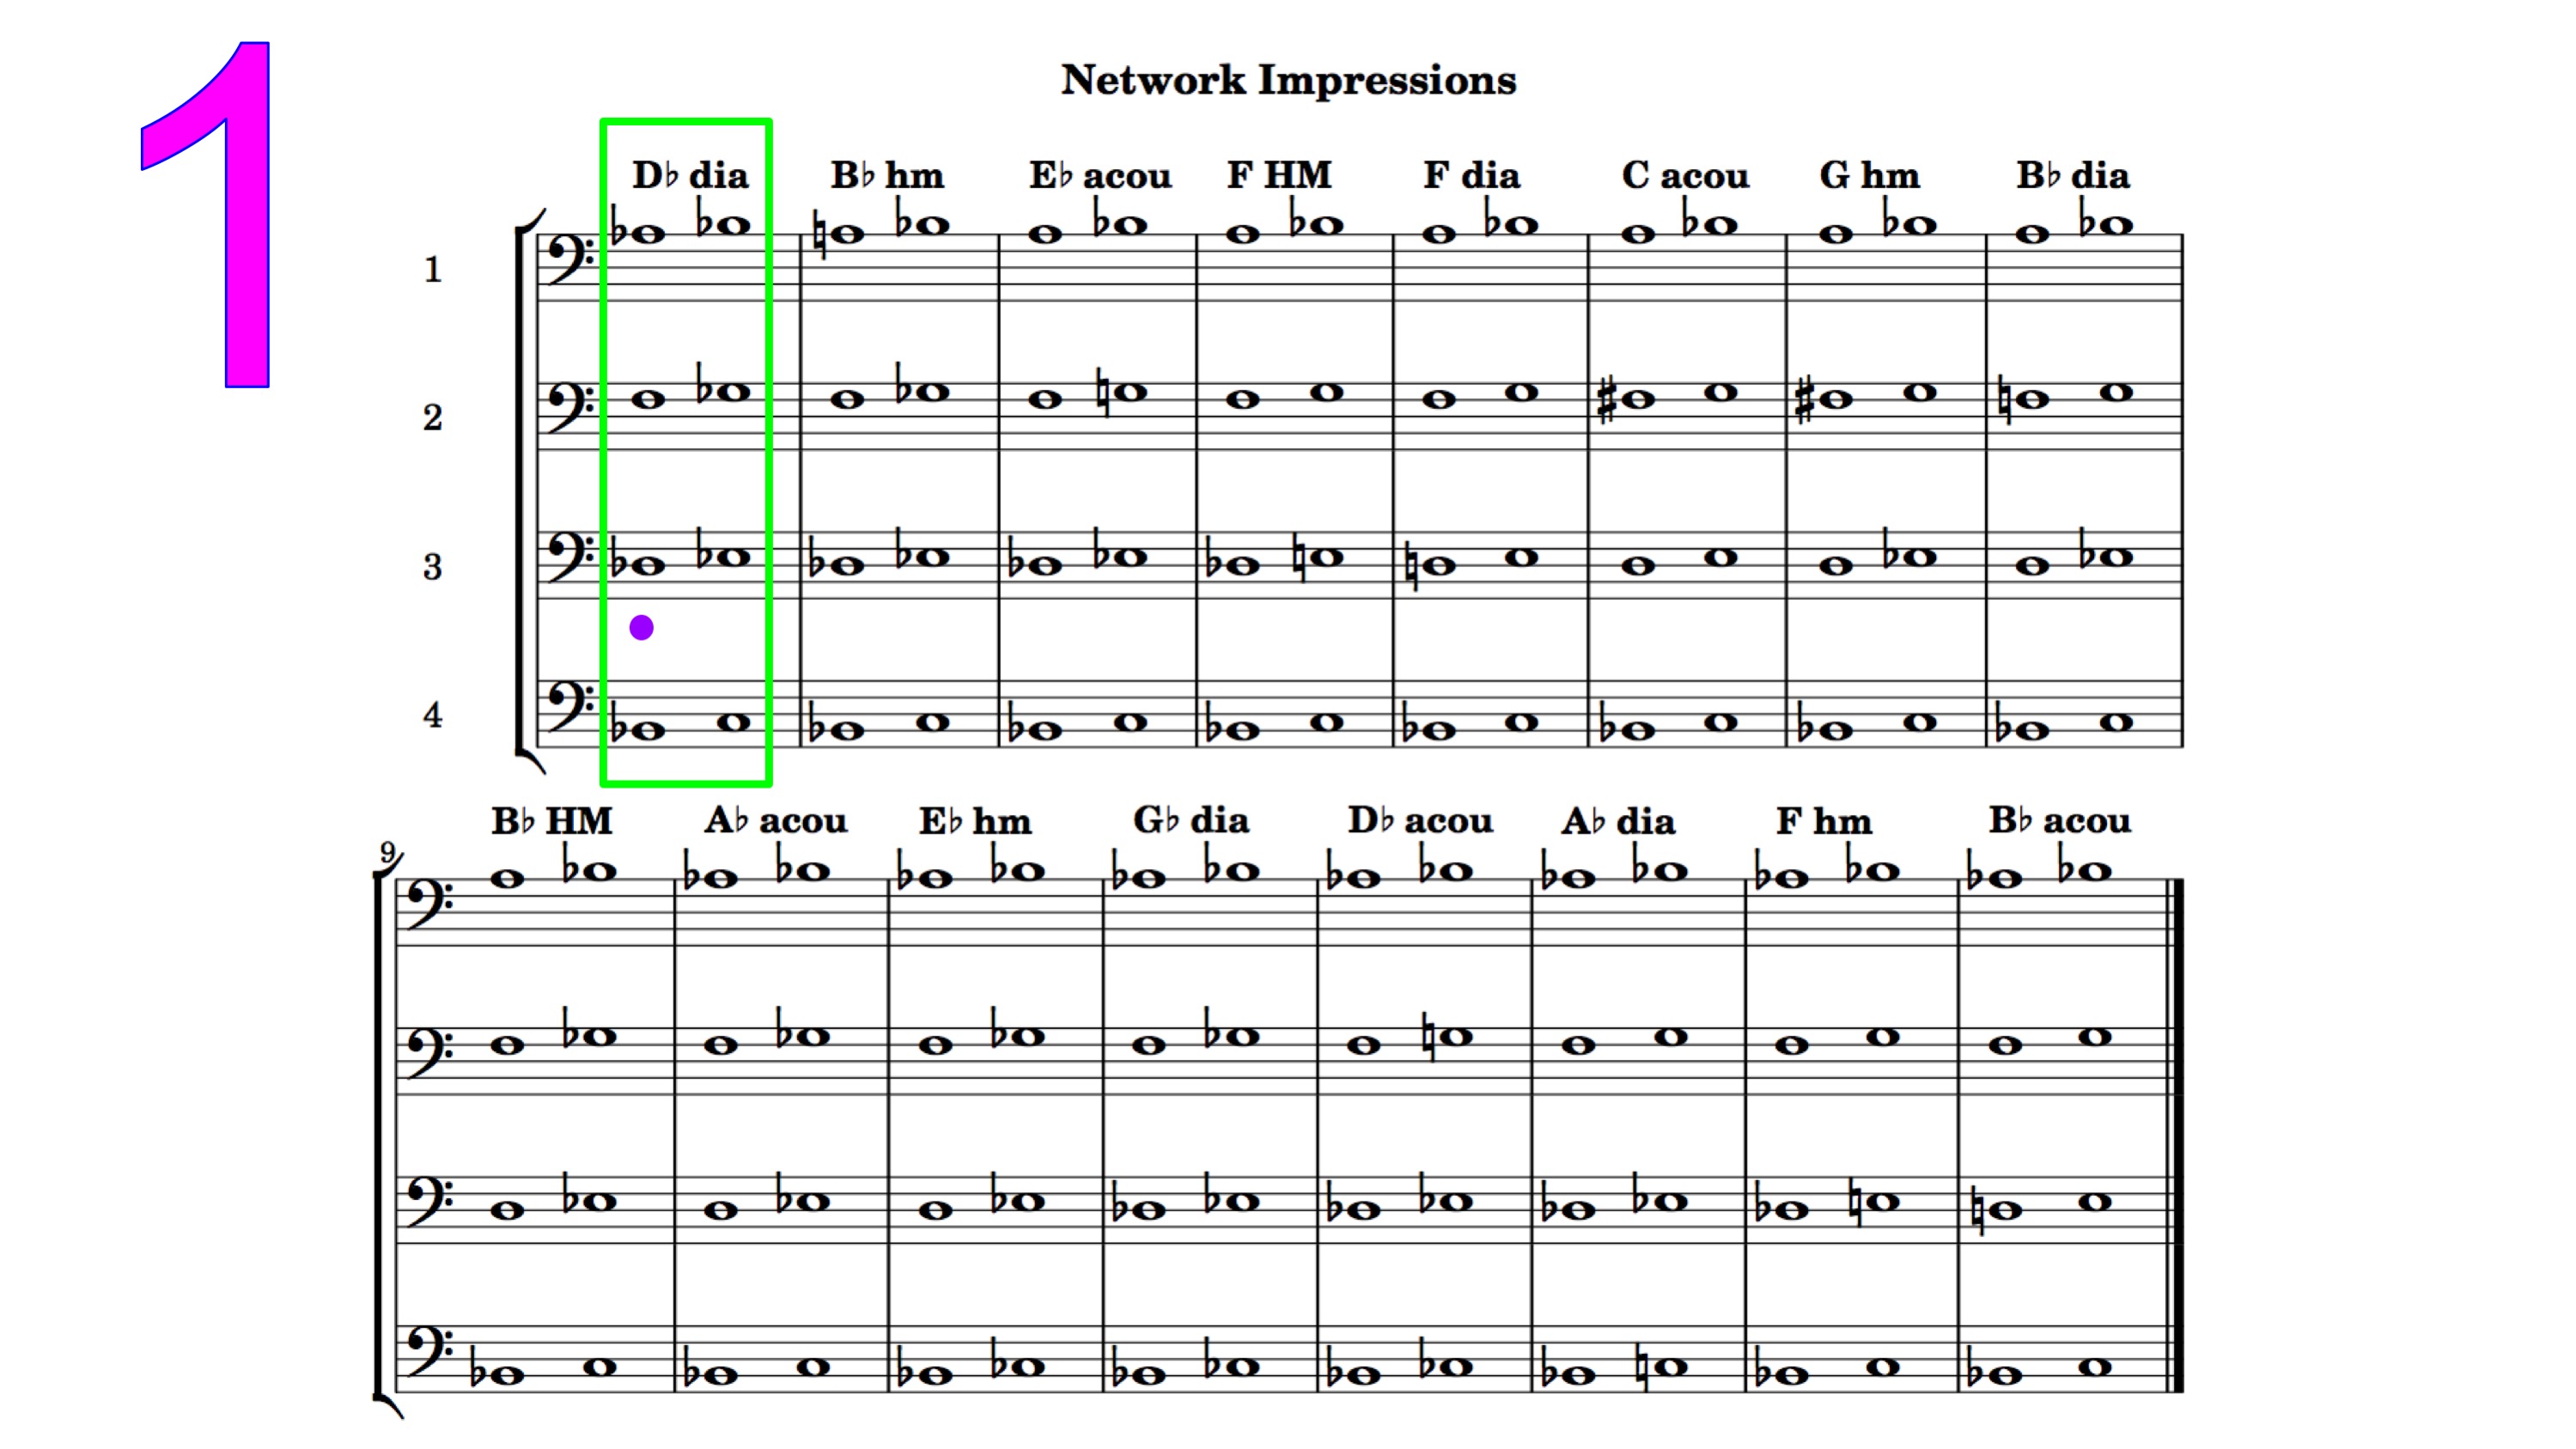 1
Network Impressions
D♭ dia B♭ hm E♭ acou F HM F dia C acou G hm B♭ dia
1
2
3
4
B♭ HM A♭ acou E♭ hm G♭ dia D♭ acou A♭ dia F hm B♭ acou
9